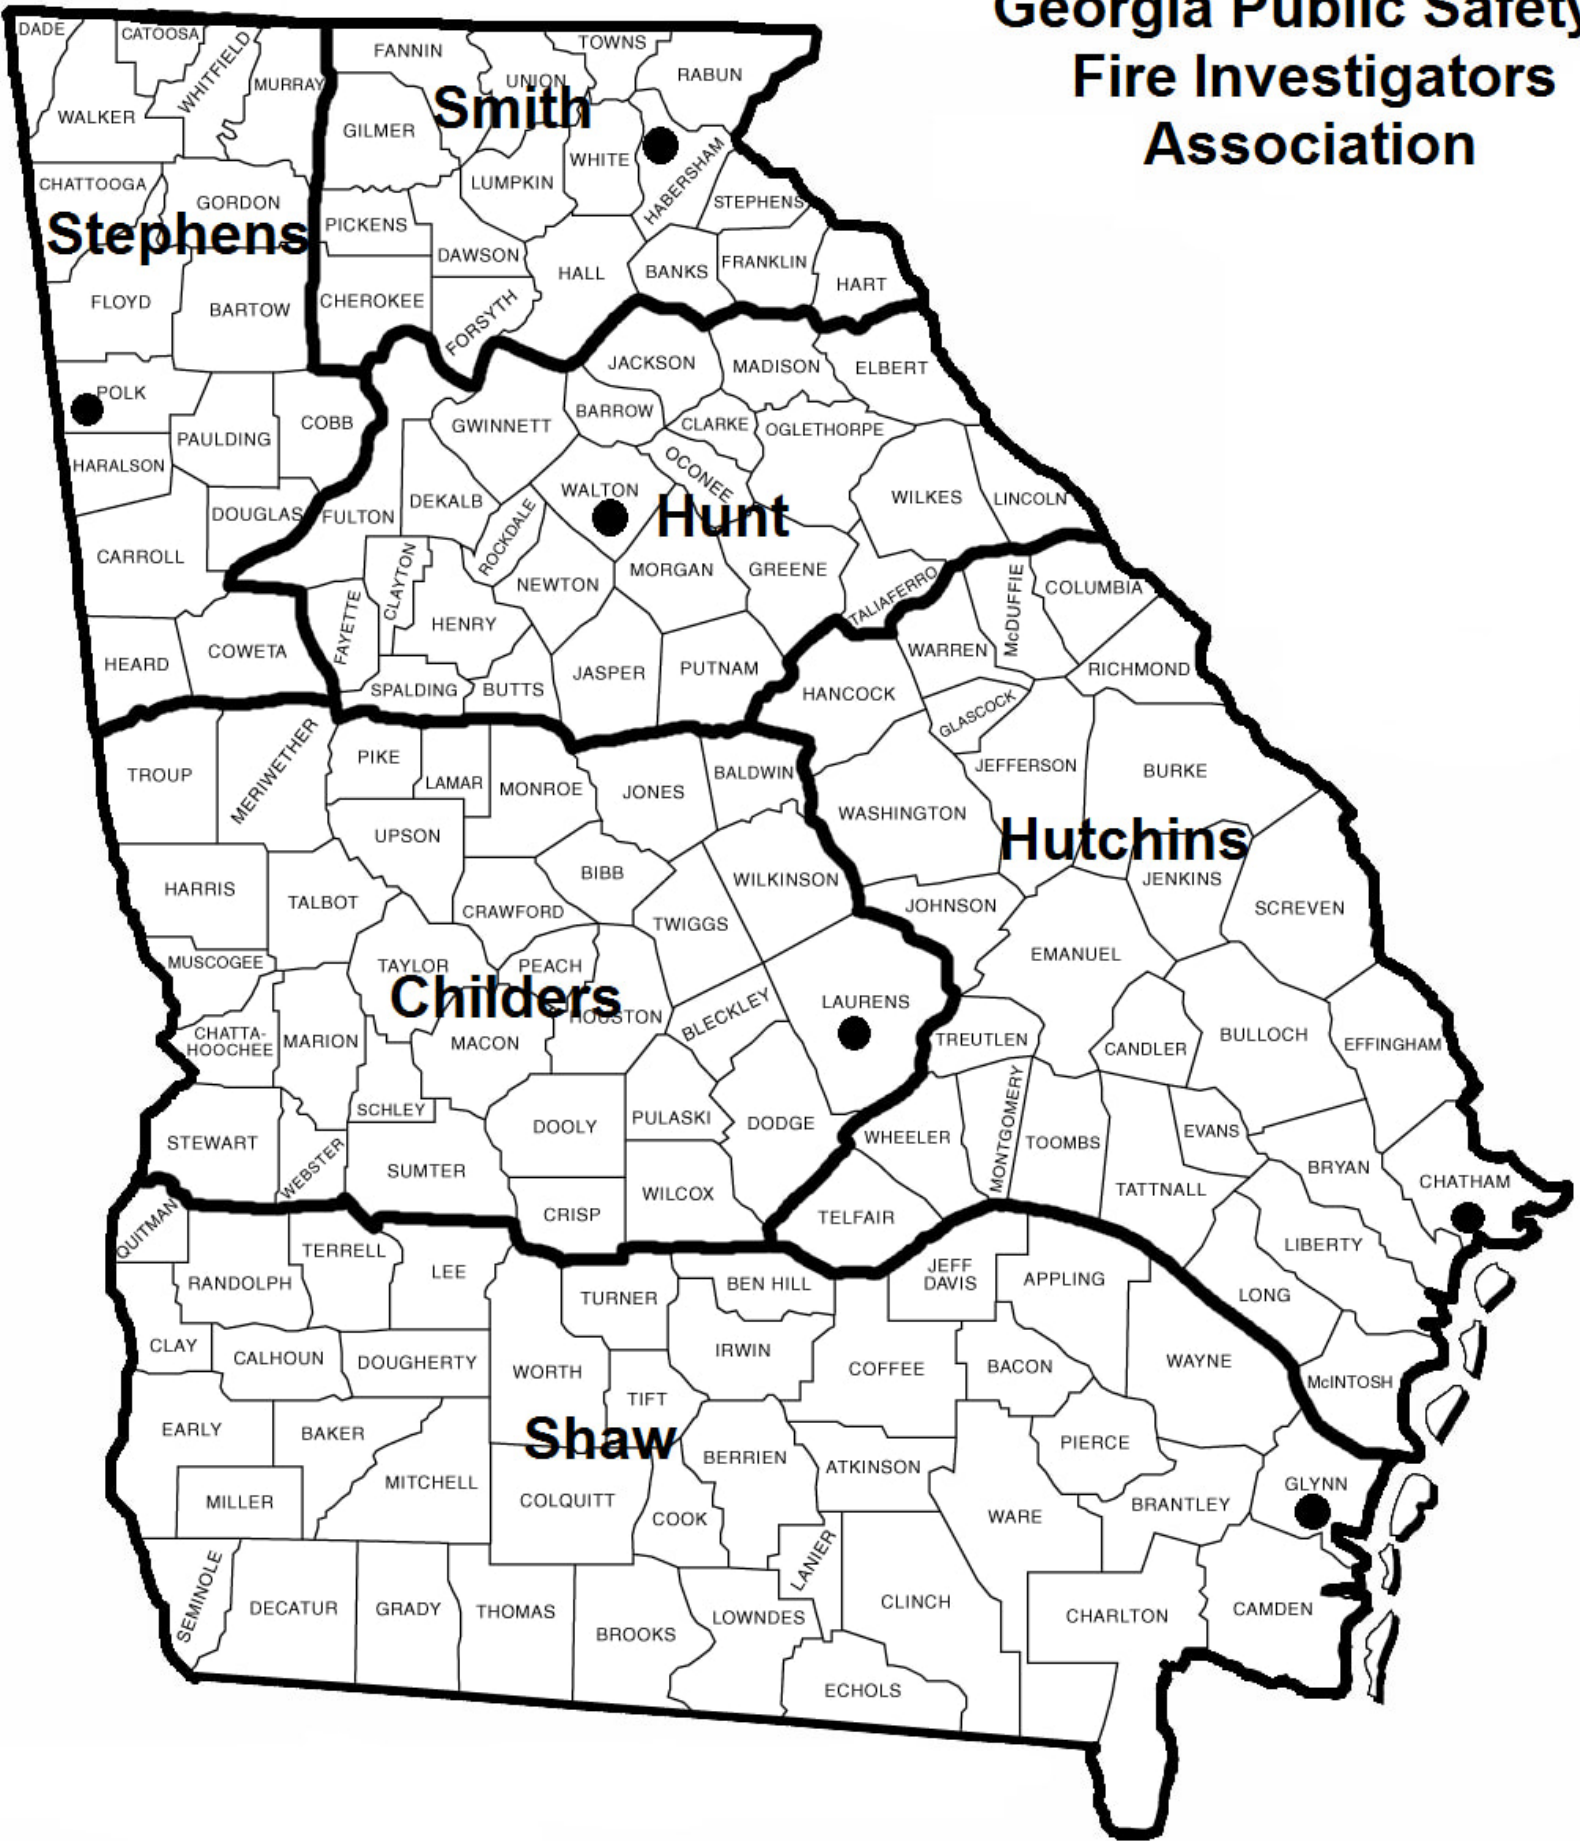 Georgia Public Safety
Fire Investigators
Association
DADE
CATOOSA
WHITFIELD
MURRAY
FANNIN
UNION
TOWNS
RABUN
WALKER
GILMER
Smith
WHITE
HABERSHAM
LUMPKIN
STEPHENS
CHATTOOGA
GORDON
Stephens
PICKENS
DAWSON
HALL
BANKS
FRANKLIN
HART
FLOYD
BARTOW
CHEROKEE
FORSYTH
JACKSON
MADISON
ELBERT
POLK
PAULDING
COBB
GWINNETT
BARROW
CLARKE
OGLETHORPE
HARALSON
OCONEE
DOUGLAS
FULTON
DEKALB
WALTON
Hunt
WILKES
LINCOLN
ROCKDALE
CARROLL
CLAYTON
NEWTON
MORGAN
GREENE
TALIAFERRO
McDUFFIE
COLUMBIA
FAYETTE
HENRY
HEARD
COWETA
SPALDING
BUTTS
JASPER
PUTNAM
HANCOCK
WARREN
RICHMOND
GLASCOCK
TROUP
MERIWETHER
PIKE
LAMAR
MONROE
JONES
BALDWIN
JEFFERSON
BURKE
WASHINGTON
UPSON
Hutchins
HARRIS
TALBOT
BIBB
WILKINSON
JENKINS
CRAWFORD
TWIGGS
JOHNSON
SCREVEN
MUSCOGEE
TAYLOR
PEACH
EMANUEL
Childers
HOUSTON
BLECKLEY
LAURENS
CHATTA-
HOOCHEE
MARION
MACON
TREUTLEN
CANDLER
BULLOCH
EFFINGHAM
SCHLEY
DOOLY
PULASKI
DODGE
WHEELER
MONTGOMERY
TOOMBS
EVANS
STEWART
WEBSTER
SUMTER
BRYAN
CHATHAM
CRISP
WILCOX
TELFAIR
TATTNALL
QUITMAN
TERRELL
LIBERTY
RANDOLPH
LEE
TURNER
BEN HILL
JEFF
DAVIS
APPLING
LONG
CLAY
CALHOUN
DOUGHERTY
WORTH
IRWIN
COFFEE
BACON
WAYNE
McINTOSH
TIFT
EARLY
BAKER
Shaw
BERRIEN
ATKINSON
PIERCE
MITCHELL
MILLER
COLQUITT
COOK
WARE
BRANTLEY
GLYNN
SEMINOLE
DECATUR
GRADY
THOMAS
BROOKS
LOWNDES
LANIER
CLINCH
CHARLTON
CAMDEN
ECHOLS